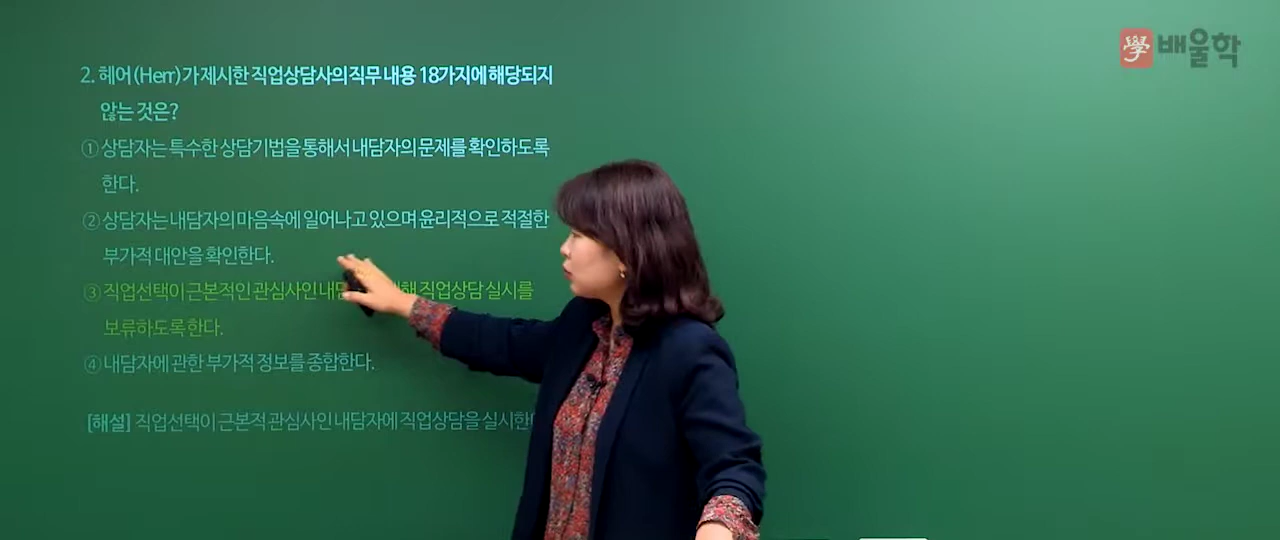 學 배울학
2. 헤어(Herr)가 제시한 직업상담사의 직무 내용 18가지에 해당되지
않는 것은?
① 상담자는 특수한 상담기법을 통해서 내담자의 문제를 확인하도록
한다.
② 상담자는 내담자의 마음속에 일어나고 있으며 윤리적으로 적절한
부가적 대안을 확인한다.
③ 직업선택이 근본적인 관심사인 직업상담 실시를
보류하도록 한다.
④ 내담자에 관한 부가적 정보를 종합한다.
[해설] 직업선택이 근본적 관심사인 내담자에 직업상담을